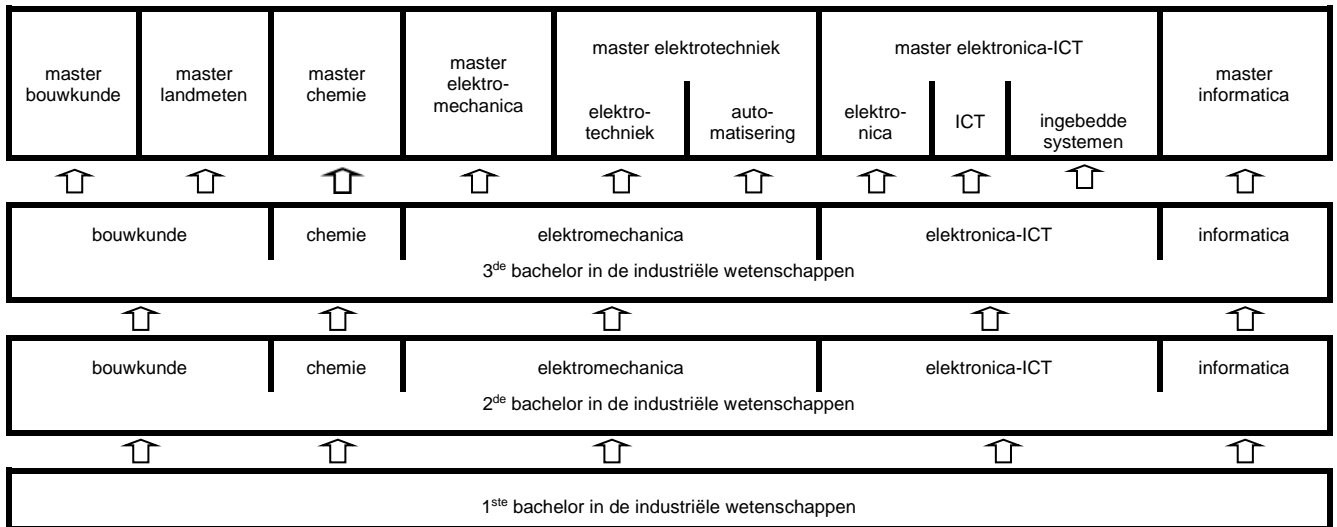 master elektrotechniek
master elektronica-ICT
master
bouwkunde
master
landmeten
master
chemie
master
elektro-
mechanica
elektro-
techniek
auto-
matisering
elektro-
nica
ICT
ingebedde
systemen
master
informatica
bouwkunde
chemie
elektromechanica
elektronica-ICT
informatica
3de bachelor in de industriële wetenschappen
bouwkunde
chemie
elektromechanica
elektronica-ICT
informatica
2de bachelor in de industriële wetenschappen
1ste bachelor in de industriële wetenschappen